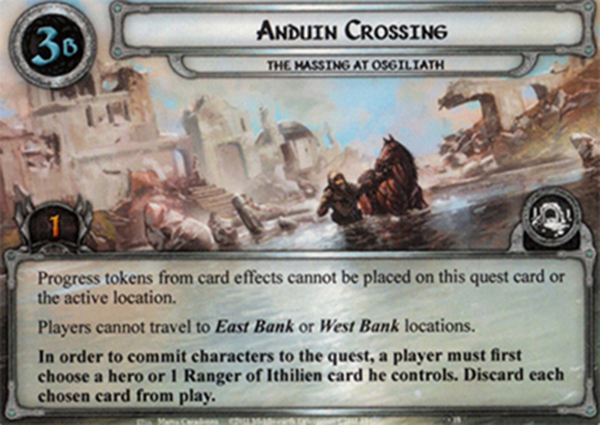 3B
ANDUIN CROSSING
THE MASSING AT OSGILIATH
1
Progress tokens from card effects cannot be placed on this quest card or
the active location.
Players cannot travel to East Bank or West Bank locations.
In order to commit characters to the quest, a player must first
choose a hero or 1 Ranger of Ithilien card he controls. Discard each
chosen card from play.